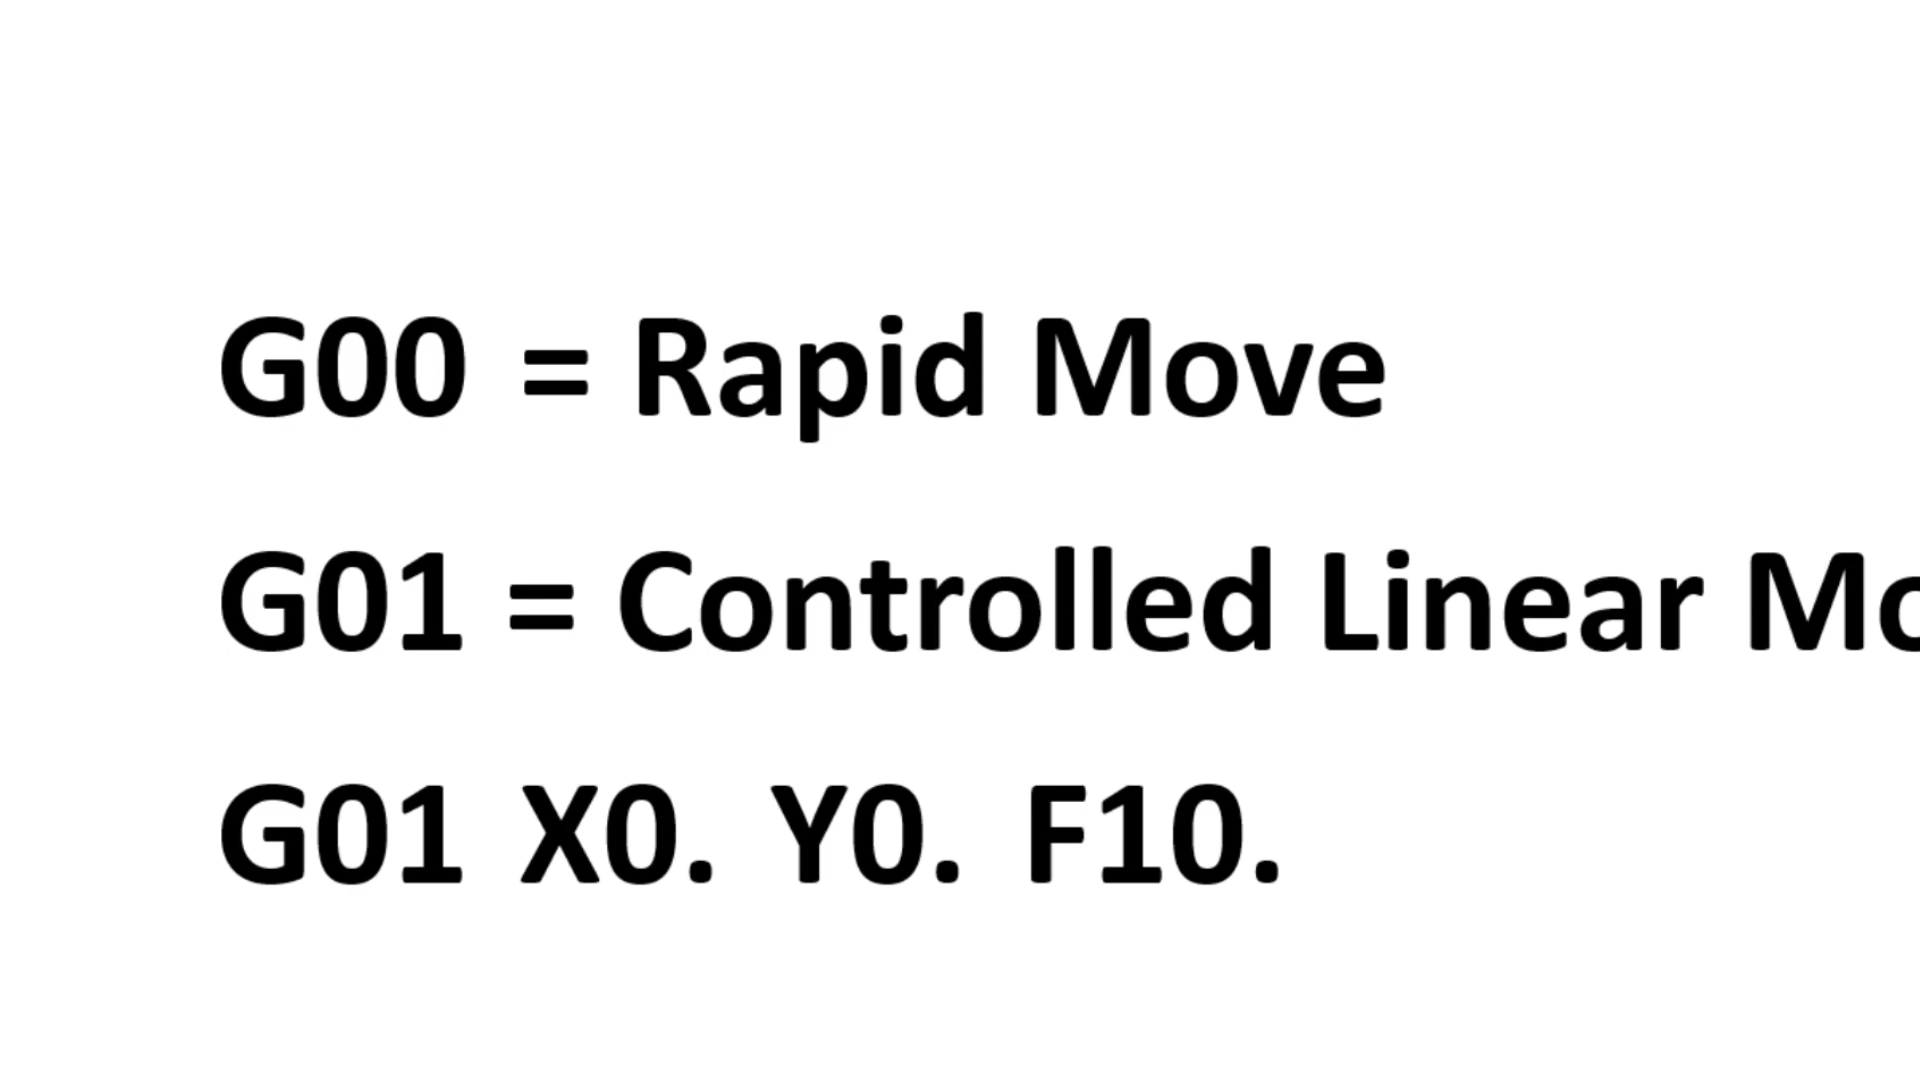 G00 = Rapid Move
G01 = Controlled Linear
G01 X0. Y0. F10.